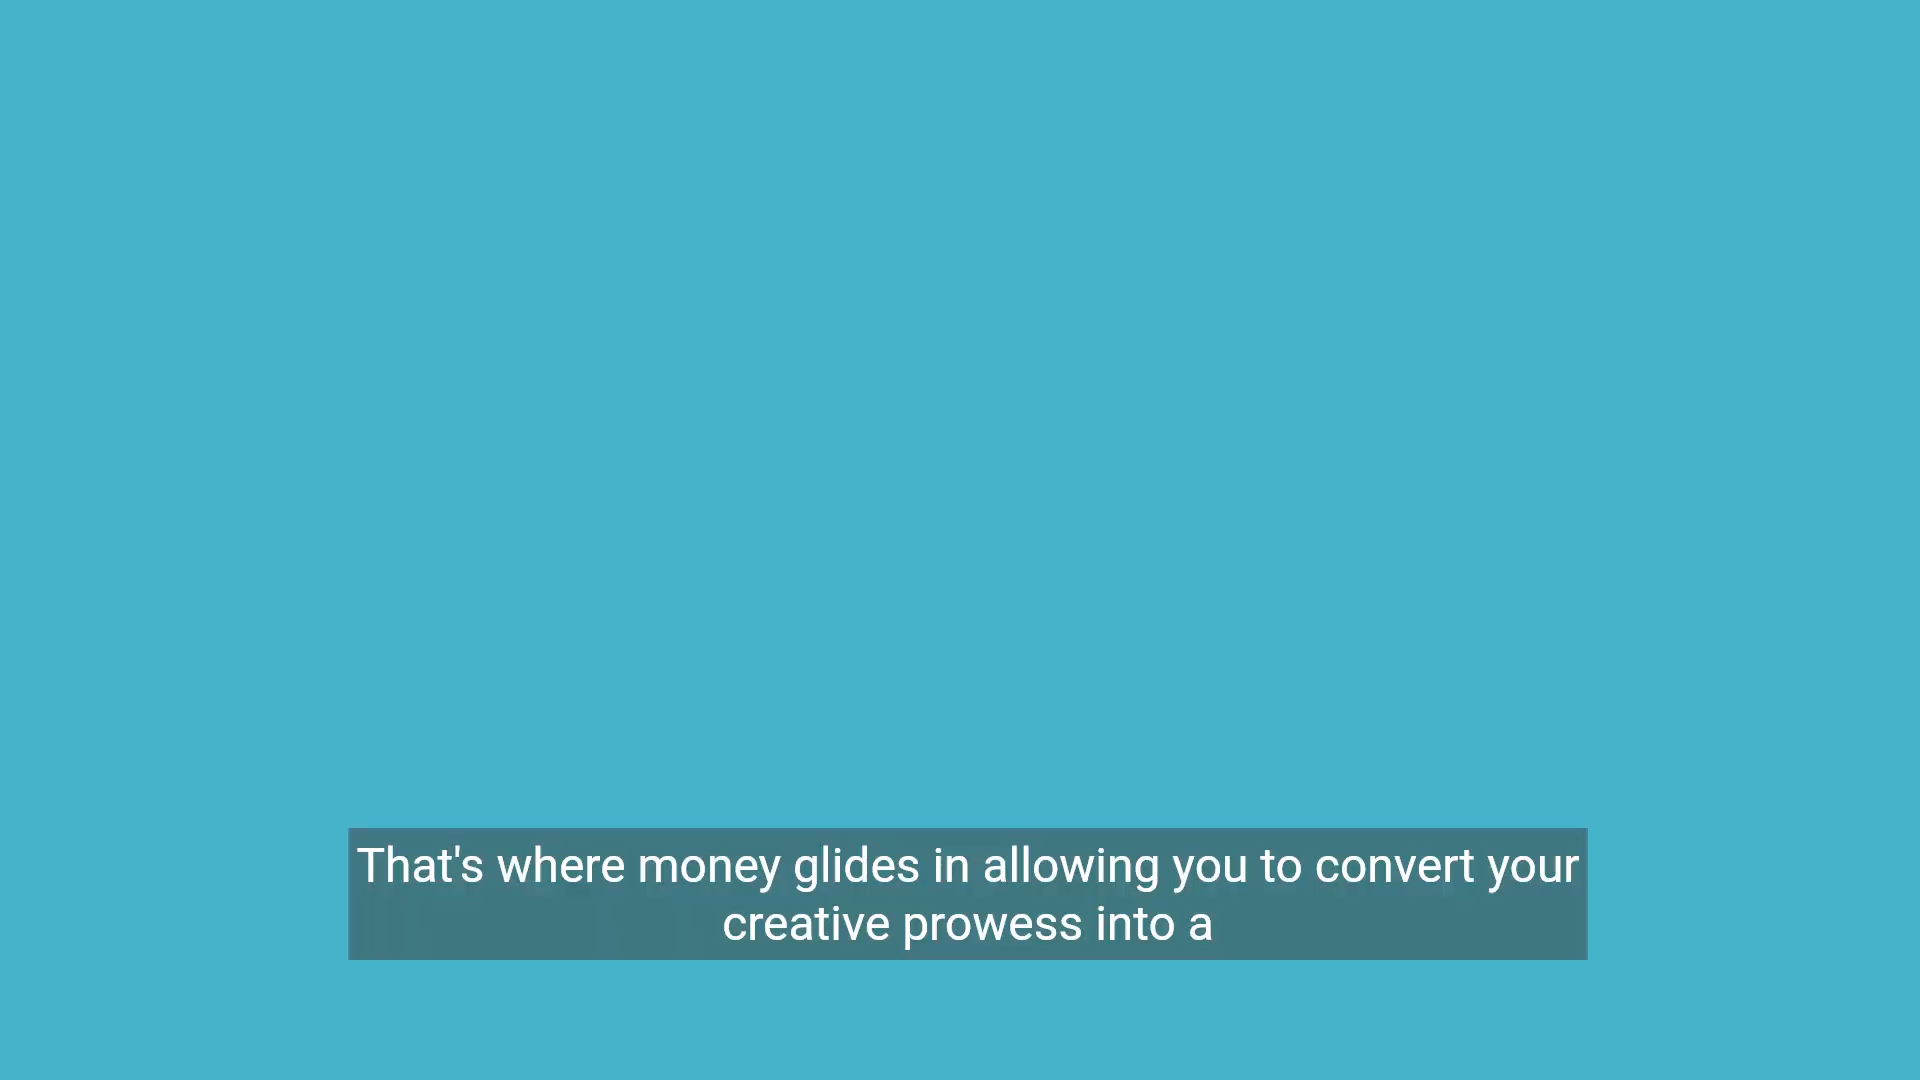 That's where money glides in allowing you to convert your
creative prowess into a